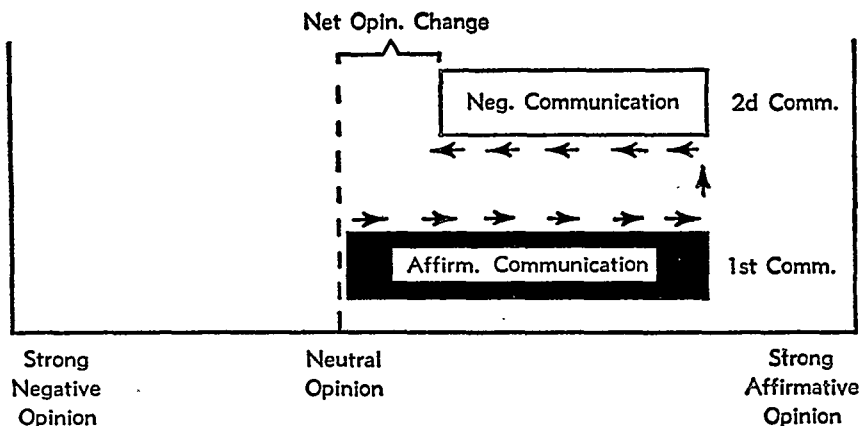 Net Opin. Change
Neg. Communication
2d Comm.
Affirm. Communication
1st Comm.
Strong
Negative
Opinion
Neutral
Opinion
Strong
Affirmative
Opinion